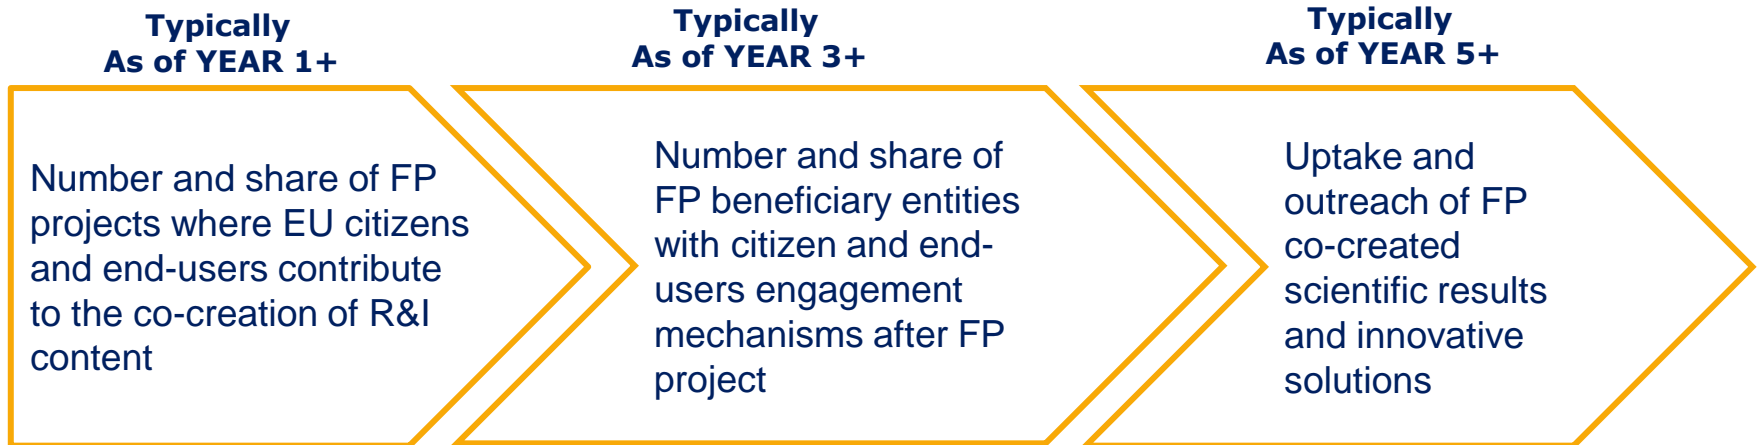 Typically
As of YEAR 1+
Number and share of FP
projects where EU citizens
and end-users contribute
to the co-creation of R&I
content
Typically
As of YEAR 3+
Number and share of
FP beneficiary entities
with citizen and end-
users engagement
mechanisms after FP
project
Typically
As of YEAR 5+
Uptake and
outreach of FP
co-created
scientific results
and innovative
solutions